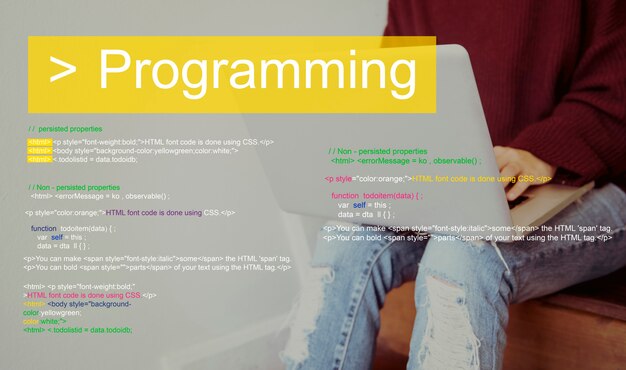 > Programming
// persisted properties
<html> <p style="font-weight:bold;">HTML font code is done using CSS.</p>
<html> <body style="background-color:yellowgreen;color:white;">
<html> <.todolistid = data.todoidb;
// Non - persisted properties
<html> <errorMessage = ko , observable() ;
<p style="color:orange;">HTML font code is done using CSS.</p>
function todoitem(data) { ;
var self = this ;
data = dta || { } ;
<p>You can make <span style="font-style:italic">some</span> the HTML 'span' tag.
<p>You can bold <span style="">parts</span> of your text using the HTML tag.</p>
<html> <p style="font-weight:bold;"
>HTML font code is done using CSS.</p>
<html> <body style="background-
color:yellowgreen;
color:white;">
<html> <.todolistid = data.todoidb;
// Non - persisted properties
<html> <errorMessage = ko , observable() ;
<p style="color:orange;">HTML font code is done using CSS.</p>
function todoitem(data) { ;
var self = this ;
data = dta || { } ;
<p>You can make <span style="font-style:italic">some</span> the HTML 'span' tag.
<p>You can bold <span style="">parts</span> of your text using the HTML tag.</p>